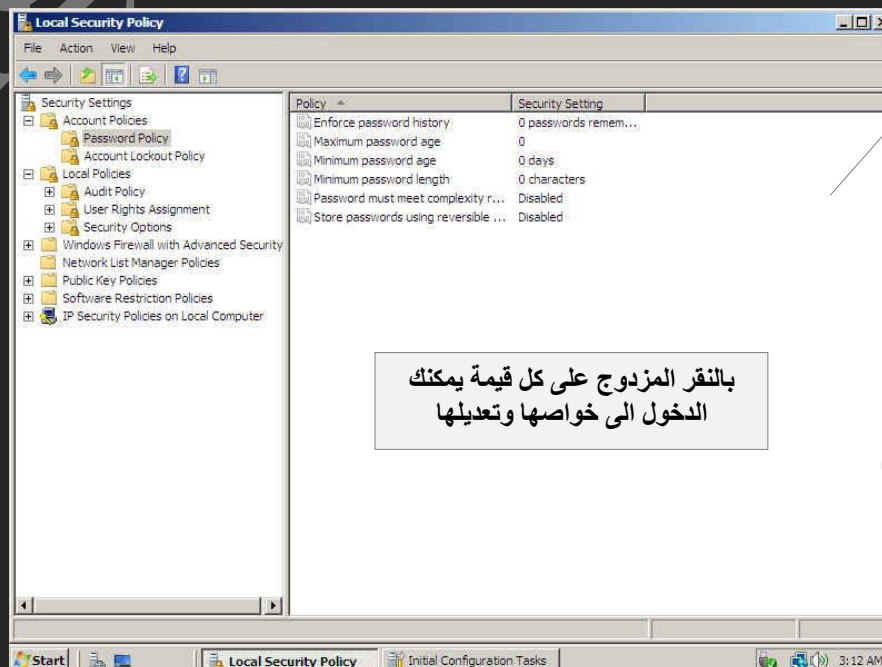 Local Security Policy
File Action View Help
Security Settings
Account Policies
Password Policy
Account Lockout Policy
Local Policies
Audit Policy
User Rights Assignment
Security Options
Windows Firewall with Advanced Security
Network List Manager Policies
Public Key Policies
Software Restriction Policies
IP Security Policies on Local Computer
Policy Security Setting
Enforce password history 0 passwords remem...
Maximum password age 0
Minimum password age 0 days
Minimum password length 0 characters
Password must meet complexity r... Disabled
Store passwords using reversible ... Disabled
بالنقر المزدوج على كل قيمة يمكنك
الدخول الى خواصها وتعديلها
Start Local Security Policy Initial Configuration Tasks 3:12 AM